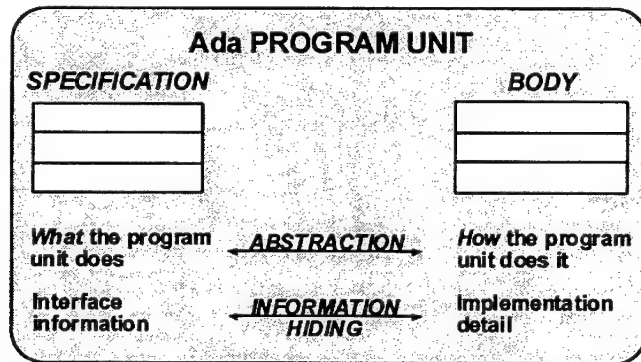 Ada PROGRAM UNIT
SPECIFICATION
BODY
What the program
unit does
ABSTRACTION
How the program
unit does it
Interface
information
INFORMATION
HIDING
Implementation
detail